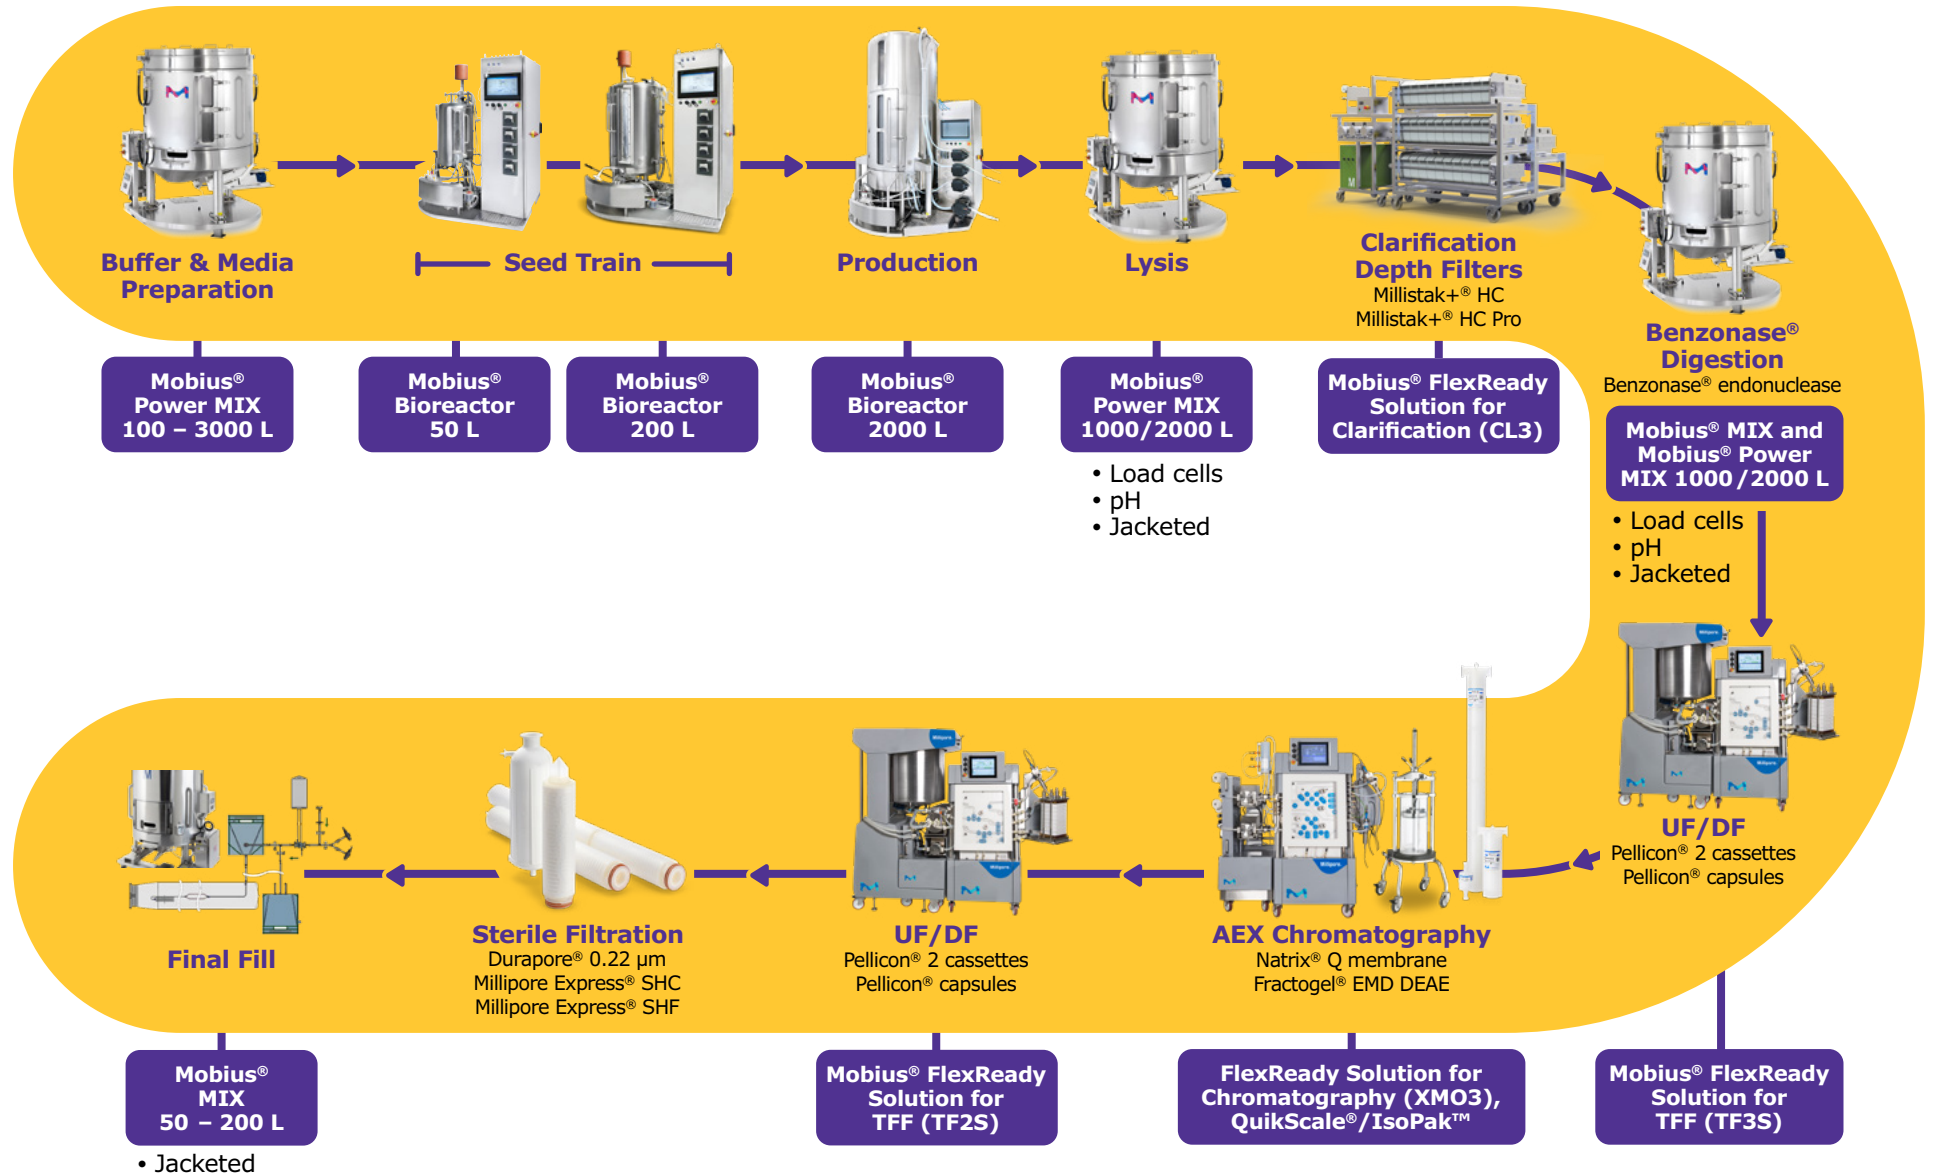 Buffer & Media
Preparation
Seed Train
Production
Lysis
Clarification
Depth Filters
Millistak+® HC
Millistak+® HC Pro
Benzonase®
Digestion
Benzonase® endonuclease
Mobius®
Power MIX
100 – 3000 L
Mobius®
Bioreactor
50 L
Mobius®
Bioreactor
200 L
Mobius®
Bioreactor
2000 L
Mobius®
Power MIX
1000/2000 L
• Load cells
• pH
• Jacketed
Mobius® FlexReady
Solution for
Clarification (CL3)
Mobius® MIX and
Mobius® Power
MIX 1000/2000 L
• Load cells
• pH
• Jacketed
UF/DF
Pellicon® 2 cassettes
Pellicon® capsules
AEX Chromatography
Natrix® Q membrane
Fractogel® EMD DEAE
UF/DF
Pellicon® 2 cassettes
Pellicon® capsules
Sterile Filtration
Durapore® 0.22 µm
Millipore Express® SHC
Millipore Express® SHF
Final Fill
Mobius®
MIX
50 – 200 L
• Jacketed
Mobius® FlexReady
Solution for
TFF (TF2S)
FlexReady Solution for
Chromatography (XMO3),
QuikScale®/IsoPak™
Mobius® FlexReady
Solution for
TFF (TF3S)